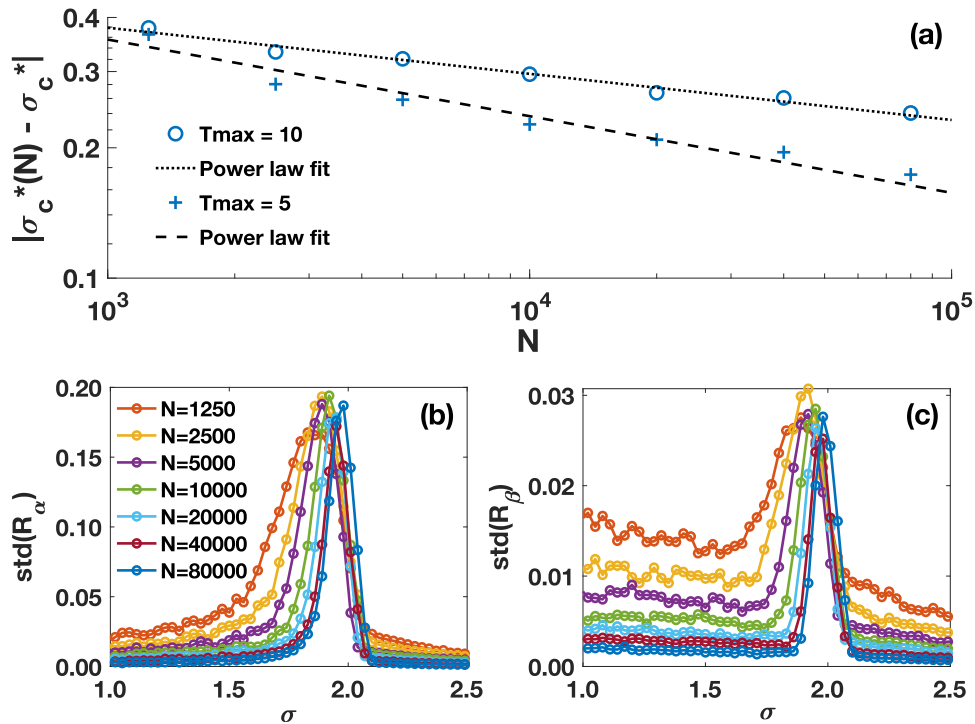 (a)
|σc*(N) - σc*|
0.4
0.3
0.2
0.1
Tmax = 10
Power law fit
Tmax = 5
Power law fit
10³
10⁴
10⁵
N
(b)
std(Rα)
0.20
0.15
0.10
0.05
0.00
N=1250
N=2500
N=5000
N=10000
N=20000
N=40000
N=80000
1.0 1.5 2.0 2.5
σ
(c)
std(Rβ)
0.03
0.02
0.01
0.00
1.0 1.5 2.0 2.5
σ